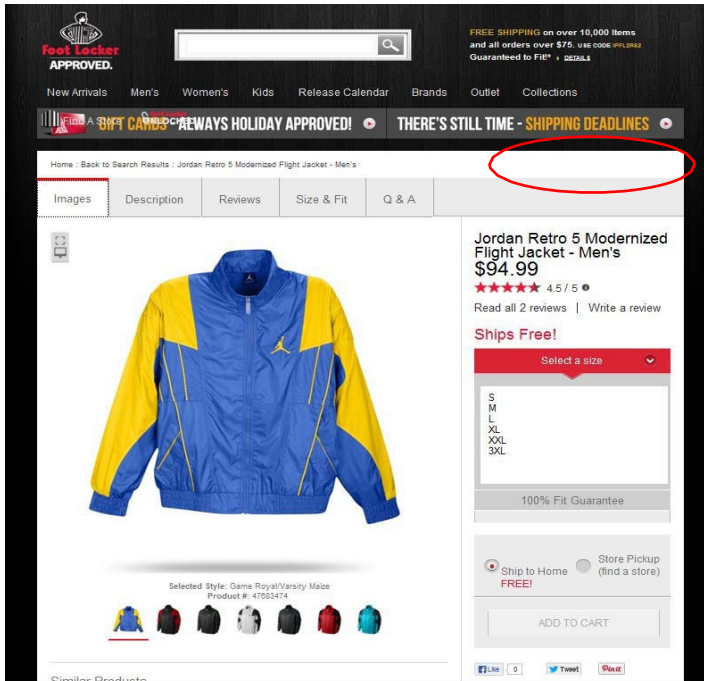 Foot Locker
APPROVED.
FREE SHIPPING on over 10,000 Items
and all orders over $75. USE CODE IPFL2R62
Guaranteed to Fit!* › DETAILS
New Arrivals Men's Women's Kids Release Calendar Brands Outlet Collections
Find A Store UNLOCKED
GIFT CARDS - ALWAYS HOLIDAY APPROVED! THERE'S STILL TIME - SHIPPING DEADLINES
Home : Back to Search Results : Jordan Retro 5 Modernized Flight Jacket - Men's
Images Description Reviews Size & Fit Q & A
Jordan Retro 5 Modernized
Flight Jacket - Men's
$94.99
4.5 / 5
Read all 2 reviews | Write a review
Ships Free!
Select a size
S
M
L
XL
XXL
3XL
100% Fit Guarantee
Ship to Home
FREE!
Store Pickup
(find a store)
ADD TO CART
Selected Style: Game Royal/Varsity Maize
Product #: 47683474
Like 0 Tweet Pin it
Similar Products